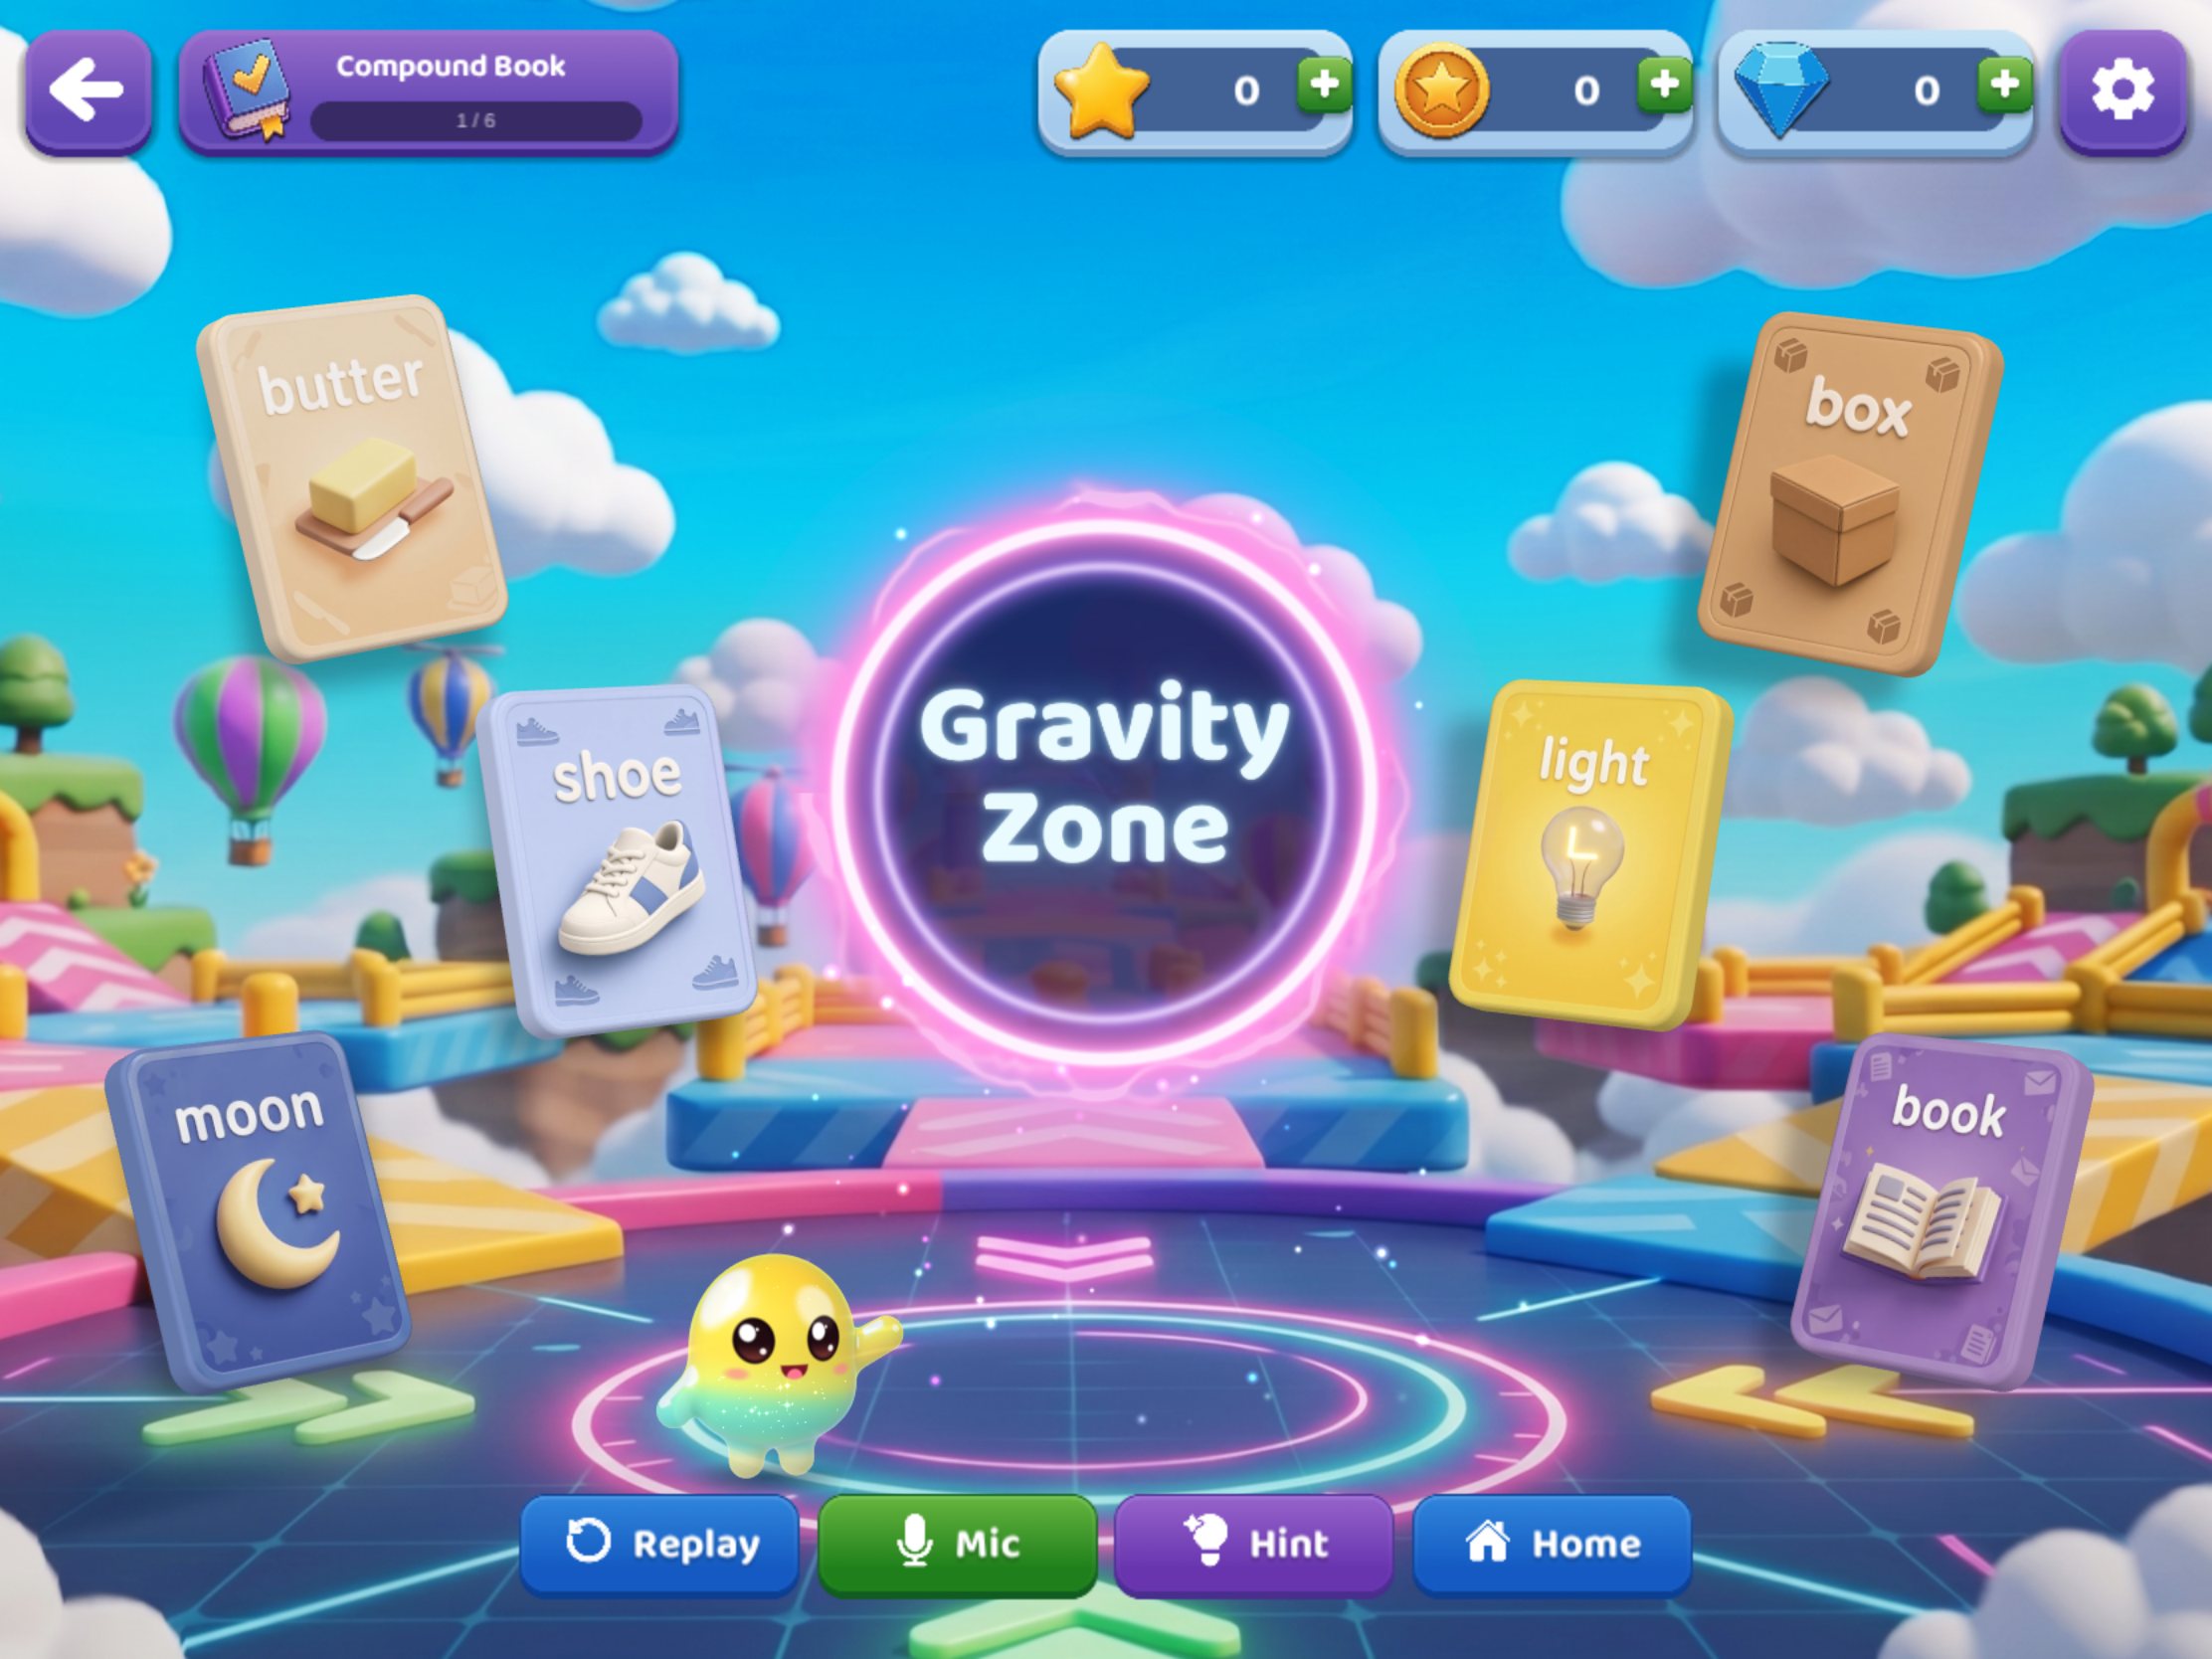 Compound Book
1/6
0
0
0
butter
box
shoe
light
Gravity
Zone
moon
book
Replay
Mic
Hint
Home